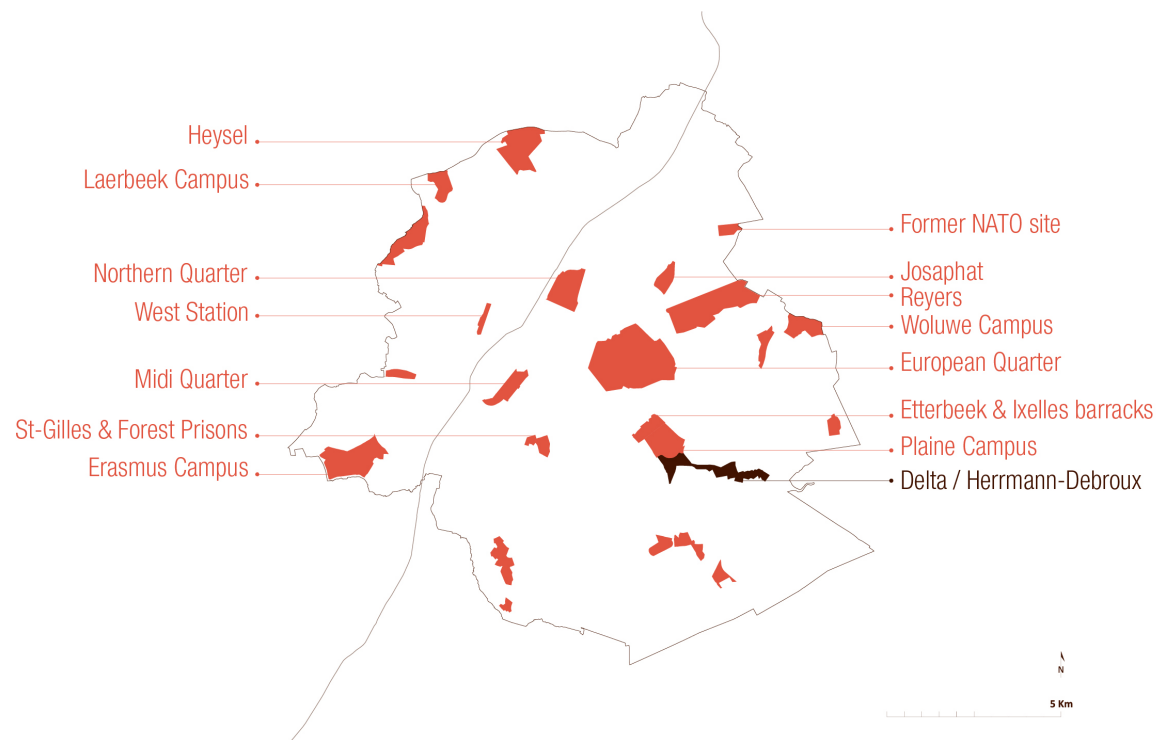 Heysel
Laerbeek Campus
Northern Quarter
West Station
Midi Quarter
St-Gilles & Forest Prisons
Erasmus Campus
Former NATO site
Josaphat
Reyers
Woluwe Campus
European Quarter
Etterbeek & Ixelles barracks
Plaine Campus
Delta / Herrmann-Debroux
N
5 Km